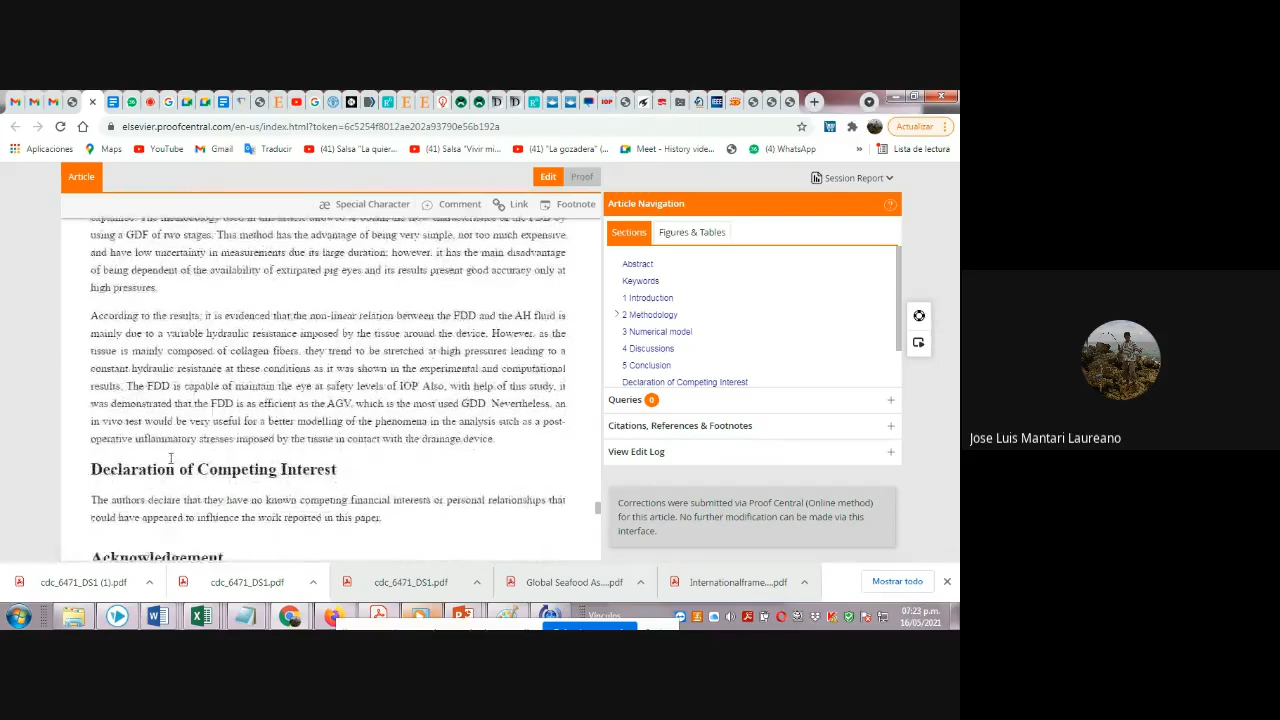 elsevier.proofcentral.com/en-us/index.html?token=6c5254f8012ae202a93790e56b192a
Actualizar
Aplicaciones
Maps
YouTube
Gmail
Traducir
(41) Salsa "La quier...
(41) Salsa "Vivir mi...
(41) "La gozadera" (...
Meet - History vide...
(4) WhatsApp
»
Lista de lectura
Article
Edit
Proof
Session Report
Special Character
Comment
Link
Footnote
using a GDF of two stages. This method has the advantage of being very simple, not too much expensive
and have low uncertainty in measurements due its large duration; however, it has the main disadvantage
of being dependent of the availability of extirpated pig eyes and its results present good accuracy only at
high pressures.
According to the results, it is evidenced that the non-linear relation between the FDD and the AH fluid is
mainly due to a variable hydraulic resistance imposed by the tissue around the device. However, as the
tissue is mainly composed of collagen fibers, they trend to be stretched at high pressures leading to a
constant hydraulic resistance at these conditions as it was shown in the experimental and computational
results. The FDD is capable of maintain the eye at safety levels of IOP. Also, with help of this study, it
was demonstrated that the FDD is as efficient as the AGV, which is the most used GDD. Nevertheless, an
in vivo test would be very useful for a better modelling of the phenomena in the analysis such as a post-
operative inflammatory stresses imposed by the tissue in contact with the drainage device.
Declaration of Competing Interest
The authors declare that they have no known competing financial interests or personal relationships that
could have appeared to influence the work reported in this paper.
Acknowledgement
Article Navigation
Sections
Figures & Tables
Abstract
Keywords
1 Introduction
2 Methodology
3 Numerical model
4 Discussions
5 Conclusion
Declaration of Competing Interest
Queries 0
Citations, References & Footnotes
View Edit Log
Corrections were submitted via Proof Central (Online method)
for this article. No further modification can be made via this
interface.
cdc_6471_DS1 (1).pdf
cdc_6471_DS1.pdf
cdc_6471_DS1.pdf
Global Seafood As....pdf
Internationalframe....pdf
Mostrar todo
Vínculos
07:23 p.m.
16/05/2021
Jose Luis Mantari Laureano